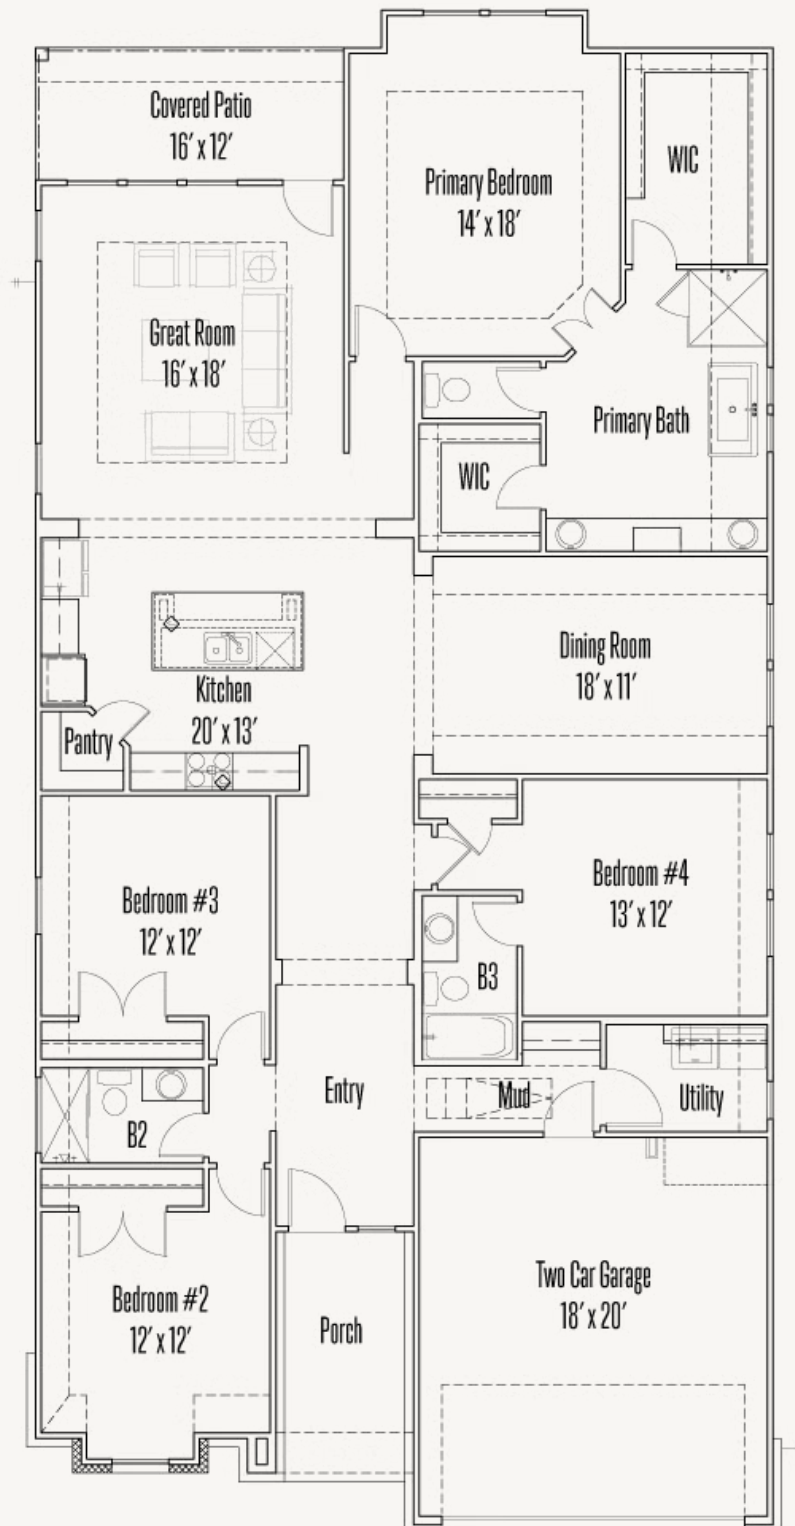 Covered Patio
16' x 12'
WIC
Primary Bedroom
14' x 18'
Great Room
16' x 18'
Primary Bath
WIC
Dining Room
18' x 11'
Kitchen
20' x 13'
Pantry
Bedroom #4
13' x 12'
Bedroom #3
12' x 12'
B3
Entry
Mud
Utility
B2
Two Car Garage
18' x 20'
Bedroom #2
12' x 12'
Porch